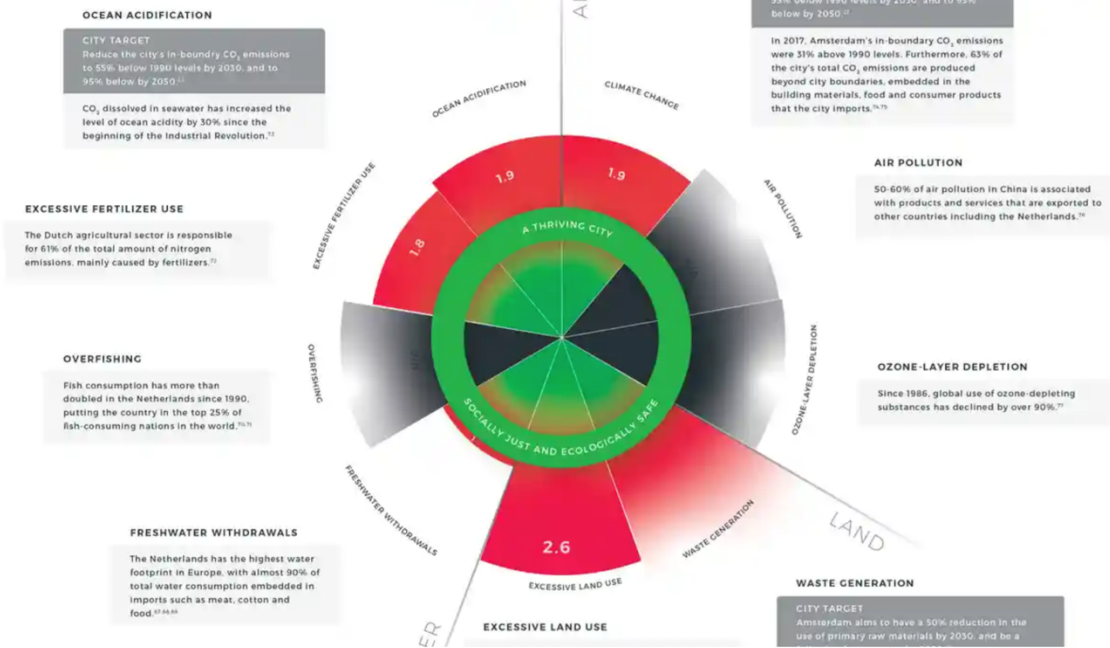 OCEAN ACIDIFICATION
CITY TARGET
Reduce the city's in-boundry CO₂ emissions
to 55% below 1990 levels by 2030, and to
95% below by 2050.
CO₂ dissolved in seawater has increased the
level of ocean acidity by 30% since the
beginning of the Industrial Revolution.
EXCESSIVE FERTILIZER USE
The Dutch agricultural sector is responsible
for 61% of the total amount of nitrogen
emissions, mainly caused by fertilizers.
OVERFISHING
Fish consumption has more than
doubled in the Netherlands since 1990,
putting the country in the top 25% of
fish-consuming nations in the world.
FRESHWATER WITHDRAWALS
The Netherlands has the highest water
footprint in Europe, with almost 90% of
total water consumption embedded in
imports such as meat, cotton and
food.
OCEAN ACIDIFICATION
CLIMATE CHANGE
EXCESSIVE FERTILIZER USE
AIR POLLUTION
OVERFISHING
OZONE-LAYER DEPLETION
FRESHWATER WITHDRAWALS
WASTE GENERATION
EXCESSIVE LAND USE
1.9
1.9
1.8
2.6
A THRIVING CITY
SOCIALLY JUST AND ECOLOGICALLY SAFE
LAND
ER
EXCESSIVE LAND USE
55% below 1990 levels by 2030, and to 95%
below by 2050.
In 2017, Amsterdam's in-boundary CO₂ emissions
were 31% above 1990 levels. Furthermore, 63% of
the city's total CO₂ emissions are produced
beyond city boundaries, embedded in the
building materials, food and consumer products
that the city imports.
AIR POLLUTION
50-60% of air pollution in China is associated
with products and services that are exported to
other countries including the Netherlands.
OZONE-LAYER DEPLETION
Since 1986, global use of ozone-depleting
substances has declined by over 90%.
WASTE GENERATION
CITY TARGET
Amsterdam aims to have a 50% reduction in the
use of primary raw materials by 2030; and be a